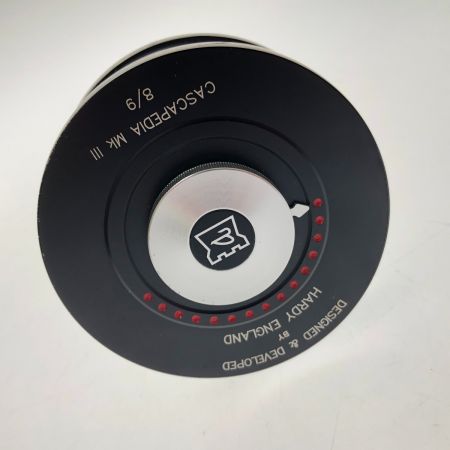 CASCAPEDIA Mk III
8/9
DESIGNED & DEVELOPED
BY
HARDY ENGLAND